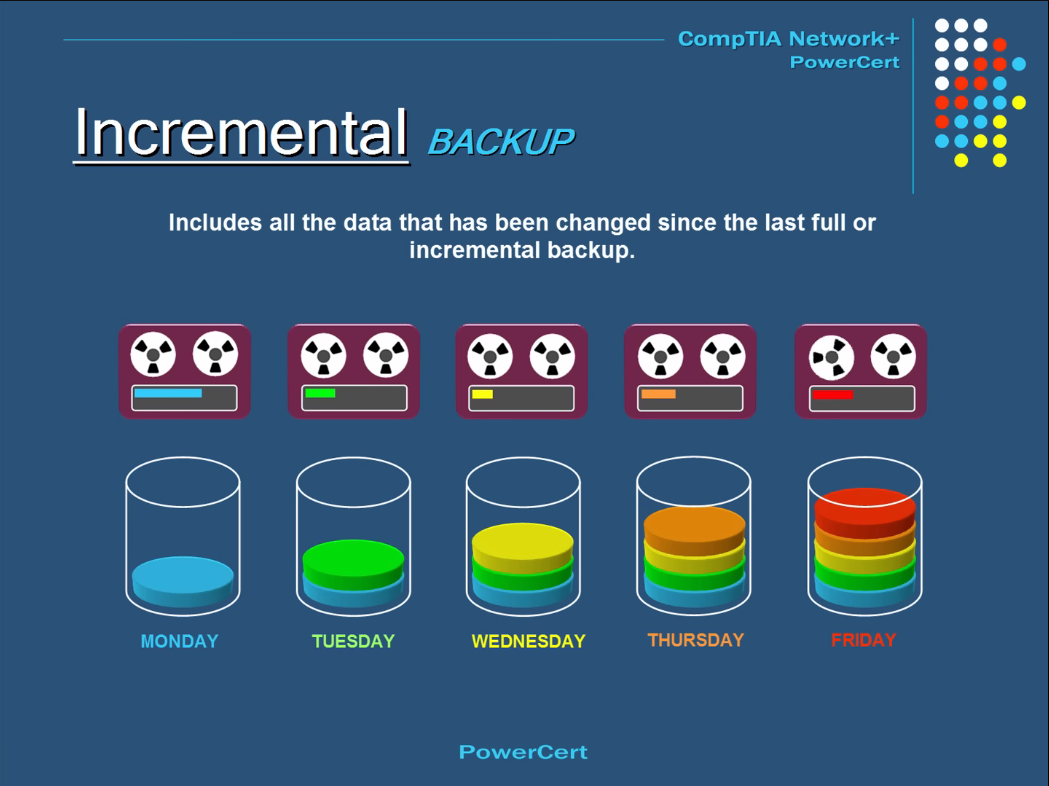 CompTIA Network+
PowerCert
Incremental BACKUP
Includes all the data that has been changed since the last full or
incremental backup.
MONDAY TUESDAY WEDNESDAY THURSDAY FRIDAY
PowerCert